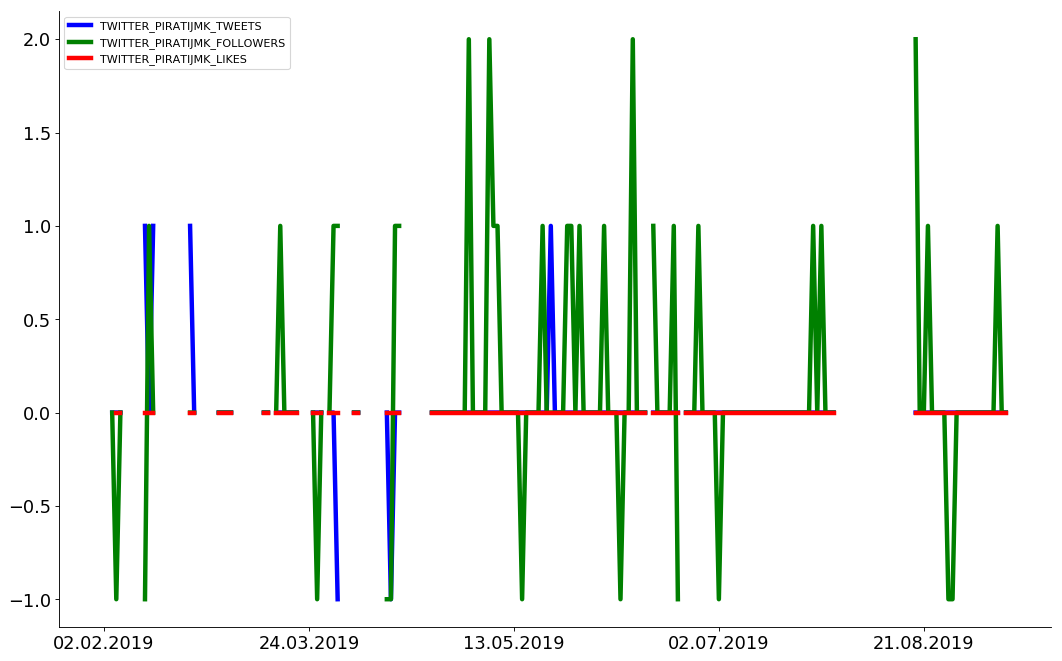 TWITTER_PIRATIJMK_TWEETS
TWITTER_PIRATIJMK_FOLLOWERS
TWITTER_PIRATIJMK_LIKES
2.0
1.5
1.0
0.5
0.0
−0.5
−1.0
02.02.2019 24.03.2019 13.05.2019 02.07.2019 21.08.2019